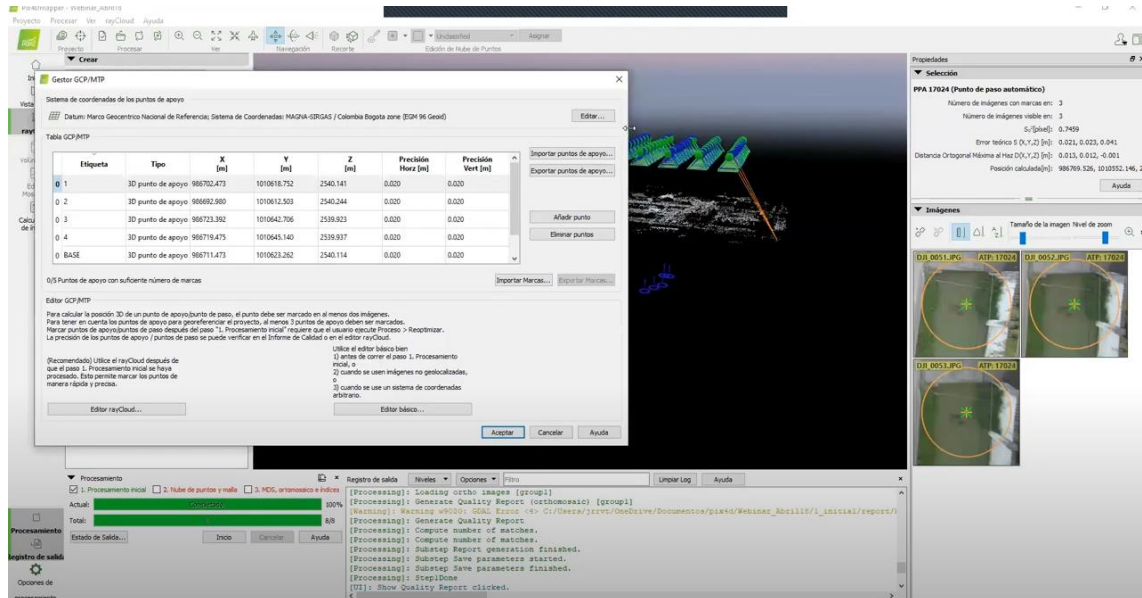 Pix4Dmapper - Webinar_Abril15
Proyecto Procesar Ver rayCloud Ayuda
Unclassified Asignar
Proyecto Procesar Ver Navegación Recorte Edición de Nube de Puntos
Crear
Gestor GCP/MTP
Sistema de coordenadas de los puntos de apoyo
Datum: Marco Geocentrico Nacional de Referencia; Sistema de Coordenadas: MAGNA-SIRGAS / Colombia Bogota zone (EGM 96 Geoid)
Editar...
Tabla GCP/MTP
Etiqueta Tipo X [m] Y [m] Z [m] Precisión Horz [m] Precisión Vert [m]
0 1 3D punto de apoyo 986702.473 1010618.752 2540.141 0.020 0.020
0 2 3D punto de apoyo 986692.980 1010612.503 2540.244 0.020 0.020
0 3 3D punto de apoyo 986723.392 1010642.706 2539.923 0.020 0.020
0 4 3D punto de apoyo 986719.475 1010645.140 2539.937 0.020 0.020
0 BASE 3D punto de apoyo 986711.473 1010623.262 2540.114 0.020 0.020
Importar puntos de apoyo...
Exportar puntos de apoyo...
Añadir punto
Eliminar puntos
0/5 Puntos de apoyo con suficiente número de marcas
Importar Marcas... Exportar Marcas...
Editor GCP/MTP
Para calcular la posición 3D de un punto de apoyo/punto de paso, el punto debe ser marcado en al menos dos imágenes.
Para tener en cuenta los puntos de apoyo para georeferenciar el proyecto, al menos 3 puntos de apoyo deben ser marcados.
Marcar puntos de apoyo/puntos de paso después del paso "1. Procesamiento inicial" requiere que el usuario ejecute Proceso > Reoptimizar.
La precisión de los puntos de apoyo / puntos de paso se puede verificar en el Informe de Calidad o en el editor rayCloud.
(Recomendado) Utilice el rayCloud después de
que el paso 1. Procesamiento inicial se haya
procesado. Esto permite marcar los puntos de
manera rápida y precisa.
Utilice el editor básico bien
1) antes de correr el paso 1. Procesamiento
inicial, o
2) cuando se usen imágenes no geolocalizadas,
o
3) cuando se use un sistema de coordenadas
arbitrario.
Editor rayCloud... Editor básico...
Aceptar Cancelar Ayuda
Propiedades
Selección
PPA 17024 (Punto de paso automático)
Número de imágenes con marcas en: 3
Número de imágenes visible en: 3
S₀²[pixel]: 0.7459
Error teórico S (X,Y,Z) [m]: 0.021, 0.023, 0.041
Distancia Ortogonal Máxima al Haz D(X,Y,Z) [m]: 0.013, 0.012, -0.001
Posición calculada[m]: 986769.526, 1010552.146,
Ayuda
Imágenes
Tamaño de la imagen Nivel de zoom
DJI_0051.JPG ATP: 17024
DJI_0052.JPG ATP: 17024
DJI_0053.JPG ATP: 17024
Procesamiento
1. Procesamiento inicial 2. Nube de puntos y malla 3. MDS, ortomosaico e índices
Actual: Completado 100%
Total: 8/8
Estado de Salida... Inicio Cancelar Ayuda
Procesamiento
Registro de salida
Opciones de
Registro de salida Niveles Opciones Filtro Limpiar Log Ayuda
[Processing]: Loading ortho images [group1]
[Processing]: Generate Quality Report (orthomosaic) [group1]
[Warning]: Warning w9020: GDAL Error <4> C:/Users/jrrvt/OneDrive/Documentos/pix4d/Webinar_Abril15/1_initial/report/
[Processing]: Generate Quality Report
[Processing]: Compute number of matches.
[Processing]: Compute number of matches.
[Processing]: Substep Report generation finished.
[Processing]: Substep Save parameters started.
[Processing]: Substep Save parameters finished.
[Processing]: Step1Done
[UI]: Show Quality Report clicked.